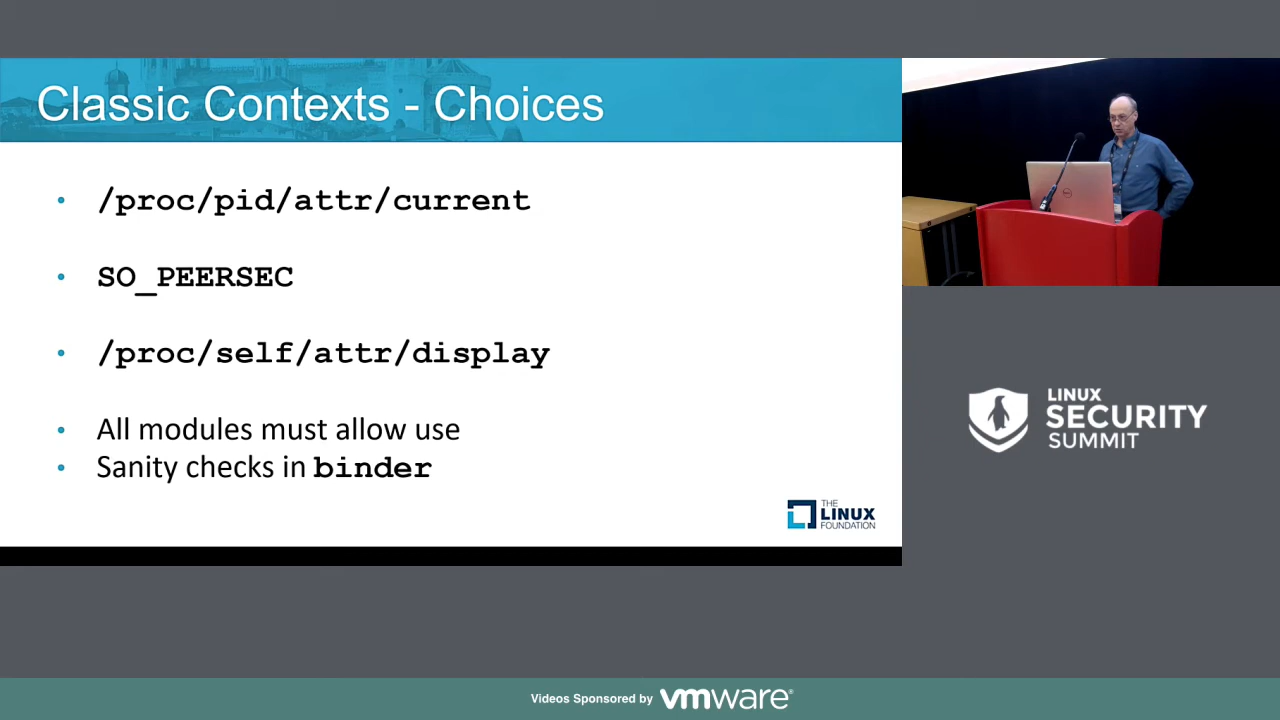 Classic Contexts - Choices
• /proc/pid/attr/current
• SO_PEERSEC
• /proc/self/attr/display
• All modules must allow use
• Sanity checks in binder
THE
LINUX
FOUNDATION
LINUX
SECURITY
SUMMIT
Videos Sponsored by vmware®